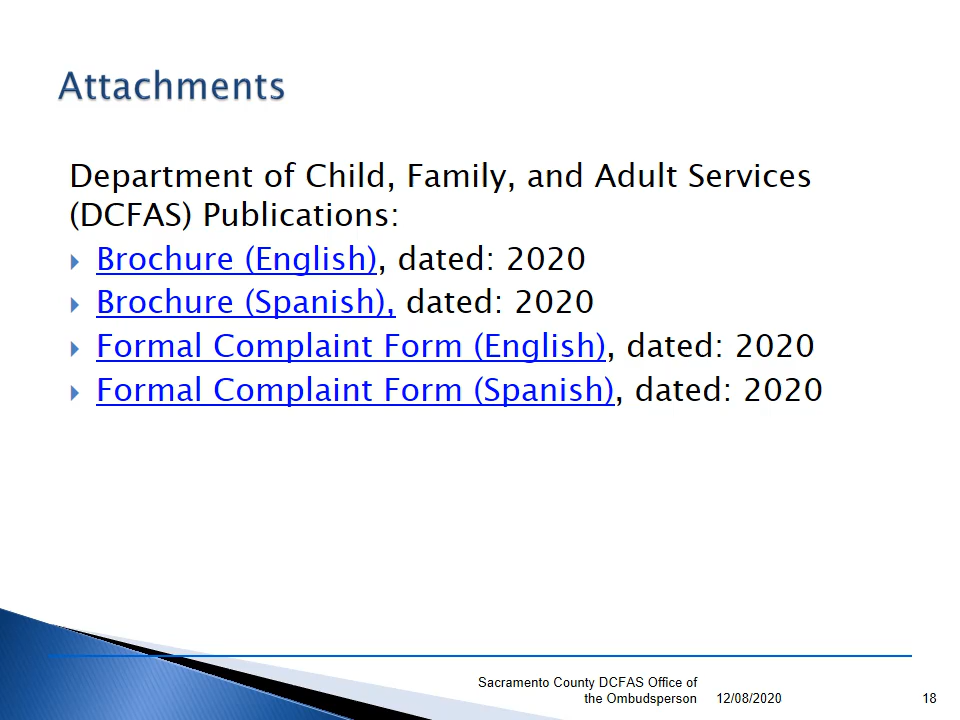 Attachments
Department of Child, Family, and Adult Services
(DCFAS) Publications:
Brochure (English), dated: 2020
Brochure (Spanish), dated: 2020
Formal Complaint Form (English), dated: 2020
Formal Complaint Form (Spanish), dated: 2020
Sacramento County DCFAS Office of
the Ombudsperson 12/08/2020 18